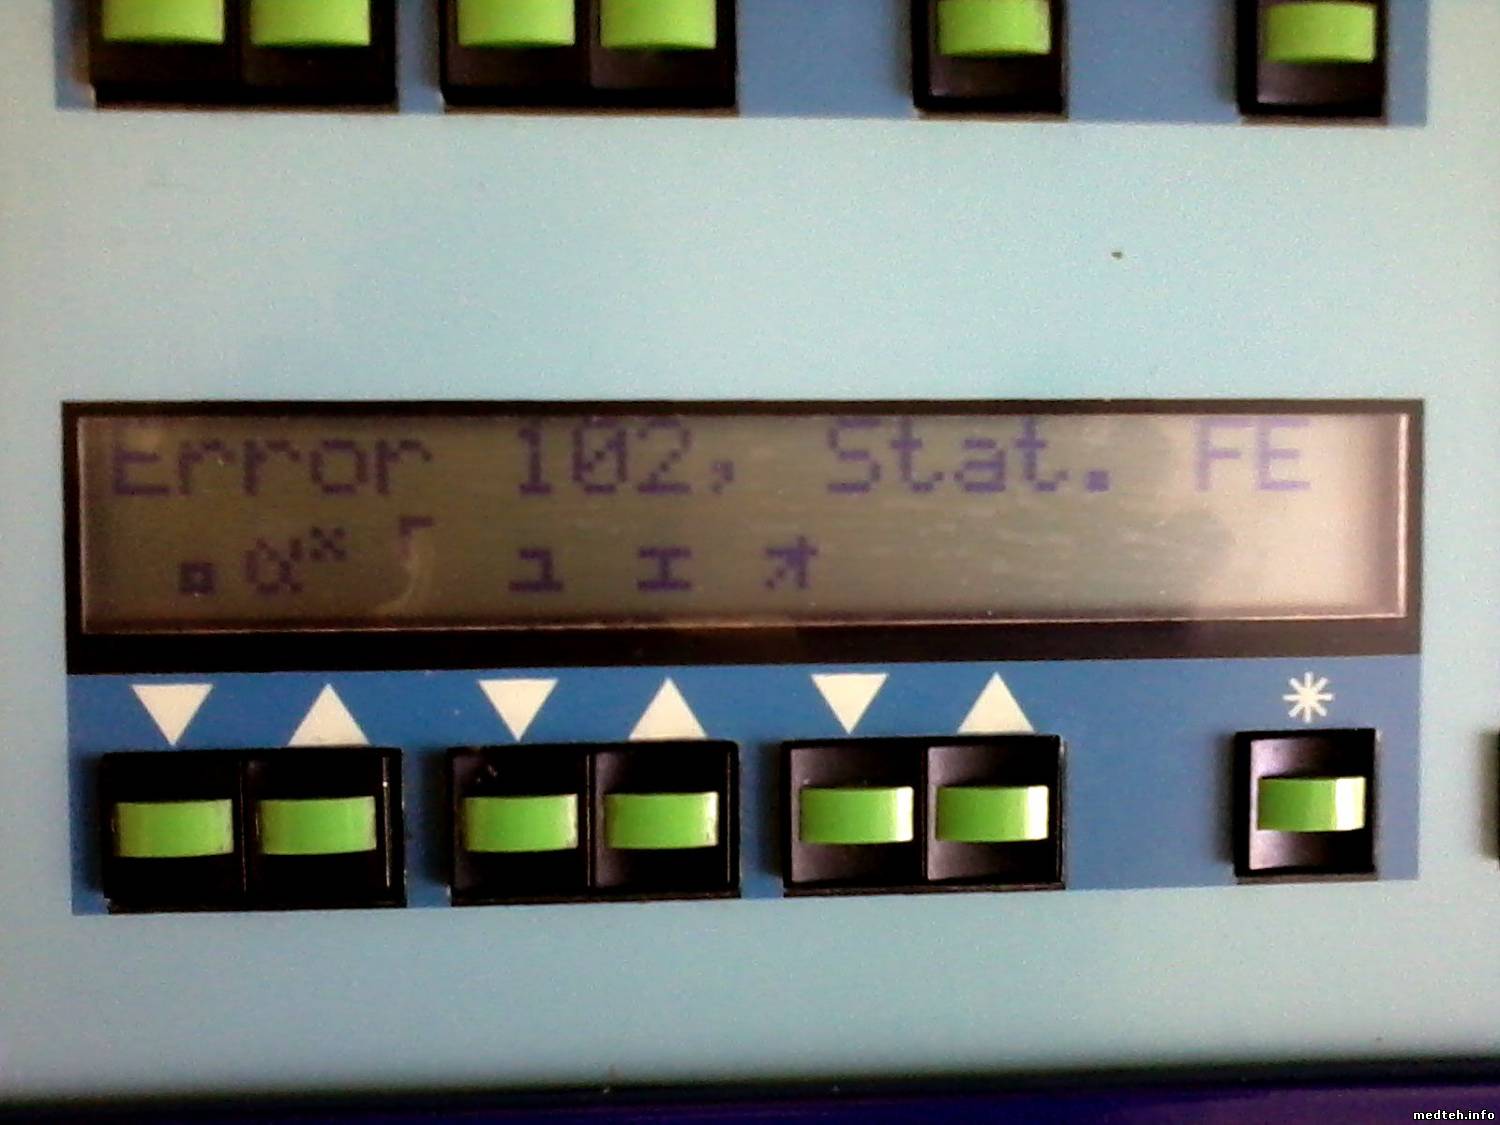 Error 102, Stat. FE
medteh.info